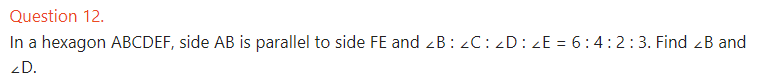 Question 12.
In a hexagon ABCDEF, side AB is parallel to side FE and ∠B : ∠C : ∠D : ∠E = 6 : 4 : 2 : 3. Find ∠B and
∠D.